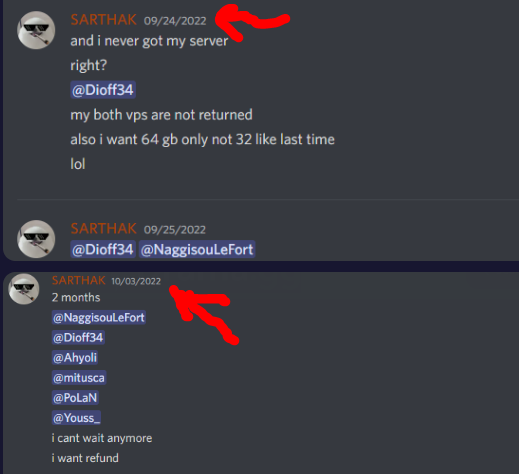 SARTHAK 09/24/2022
and i never got my server
right?
@Dioff34
my both vps are not returned
also i want 64 gb only not 32 like last time
lol
SARTHAK 09/25/2022
@Dioff34 @NaggisouLeFort
SARTHAK 10/03/2022
2 months
@NaggisouLeFort
@Dioff34
@Ahyoli
@mitusca
@PoLaN
@Youss_
i cant wait anymore
i want refund